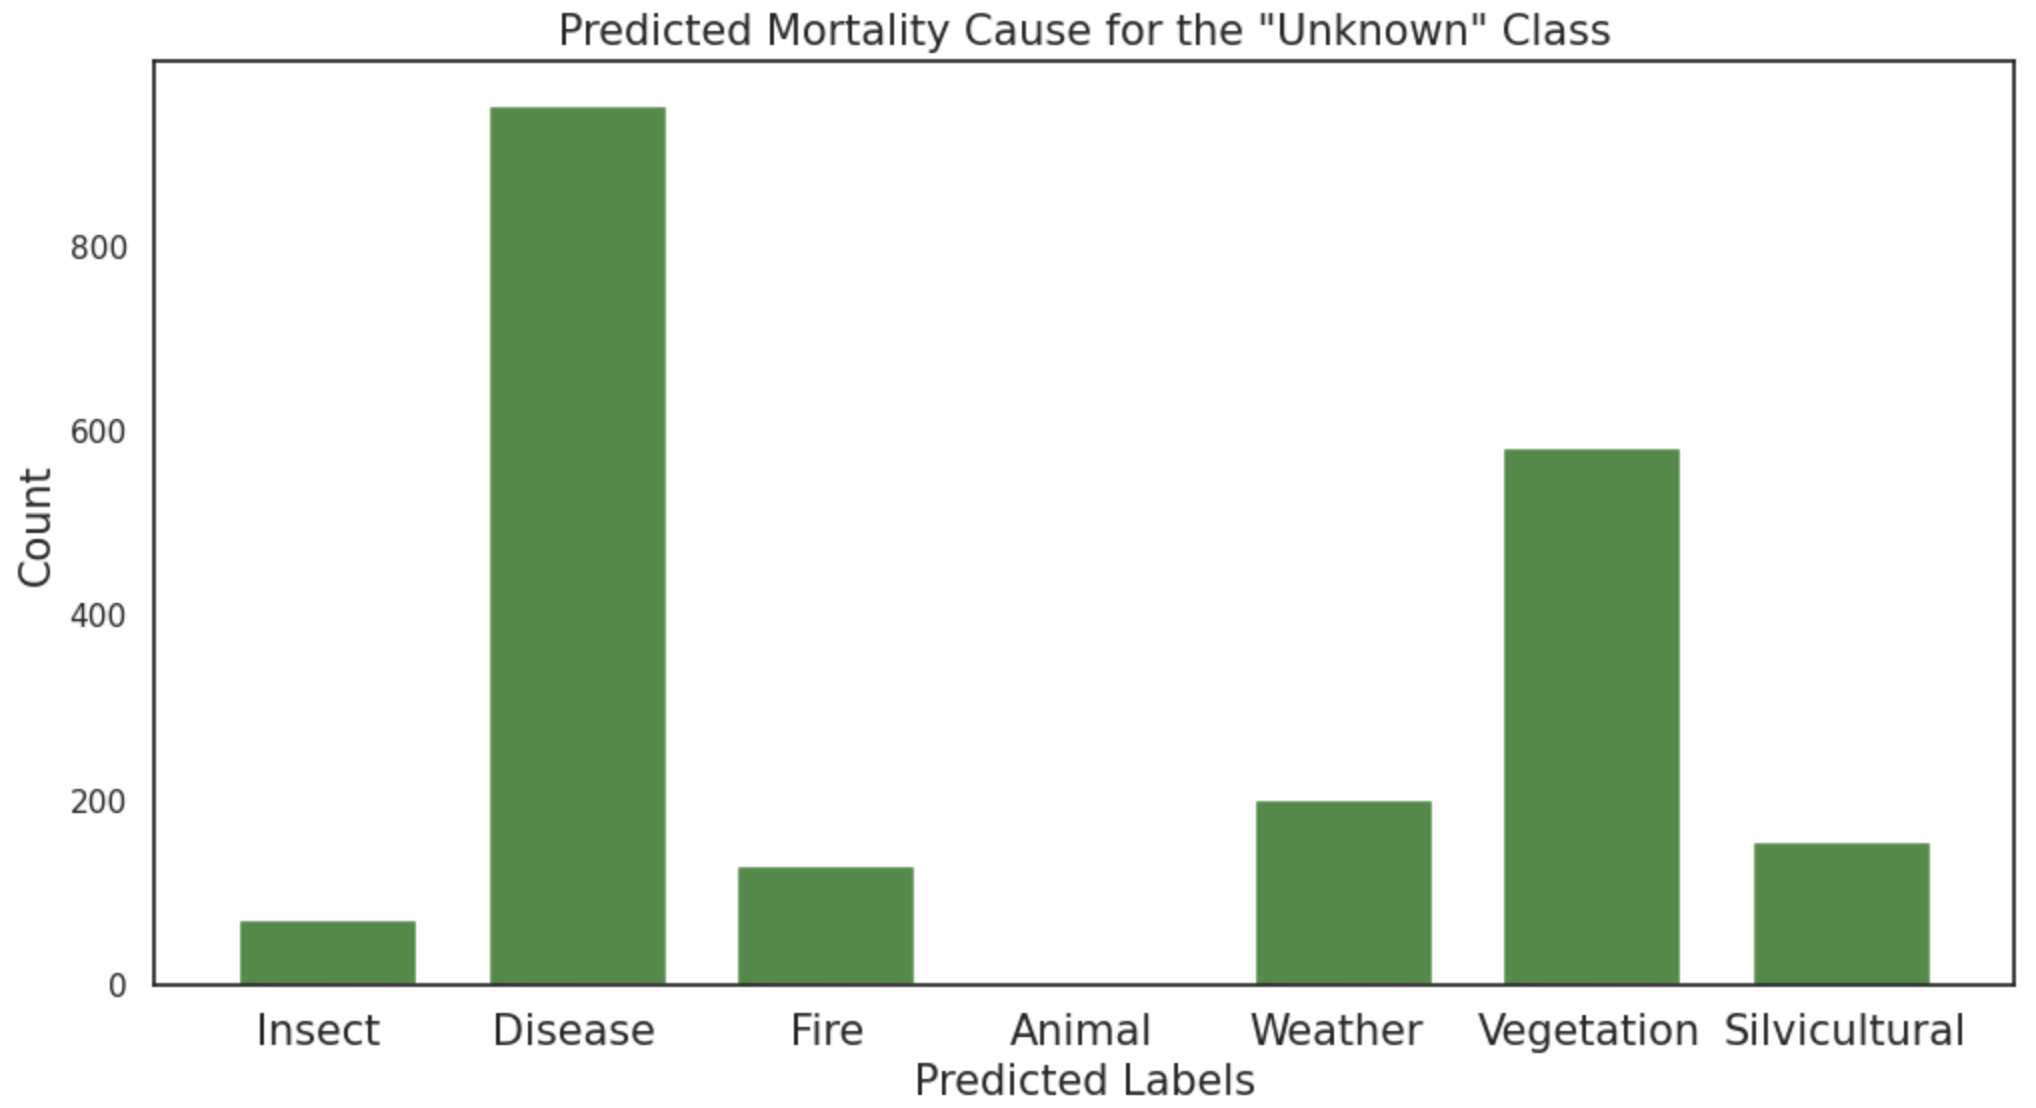 Predicted Mortality Cause for the "Unknown" Class
800
600
400
200
0
Count
Insect Disease Fire Animal Weather Vegetation Silvicultural
Predicted Labels